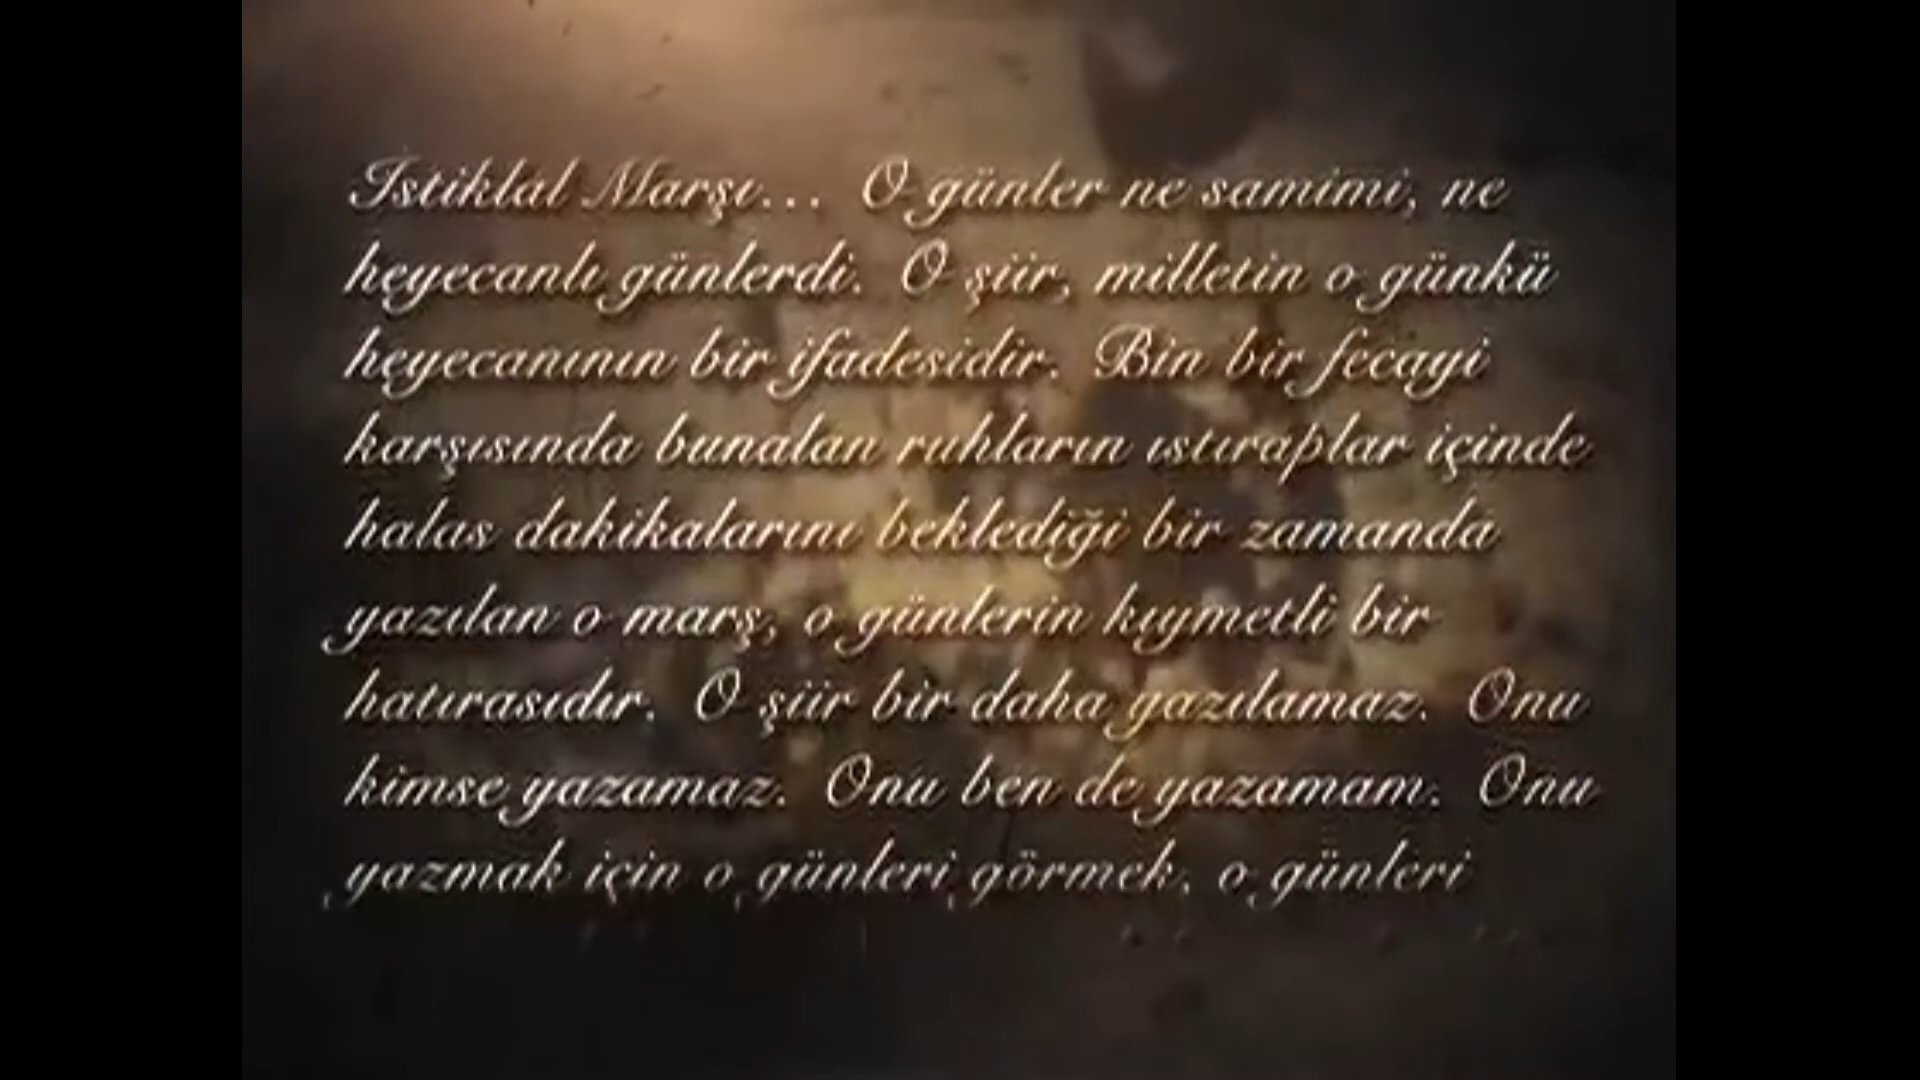 İstiklal Marşı... O günler ne samimi, ne
heyecanlı günlerdi. O şiir, milletin o günkü
heyecanının bir ifadesidir. Bin bir fecayi
karşısında bunalan ruhların ıstıraplar içinde
halas dakikalarını beklediği bir zamanda
yazılan o marş, o günlerin kıymetli bir
hatırasıdır. O şiir bir daha gazılamaz. Onu
kimse yazamaz. Onu ben de yazamam. Onu
yazmak için o günleri görmek, o günleri